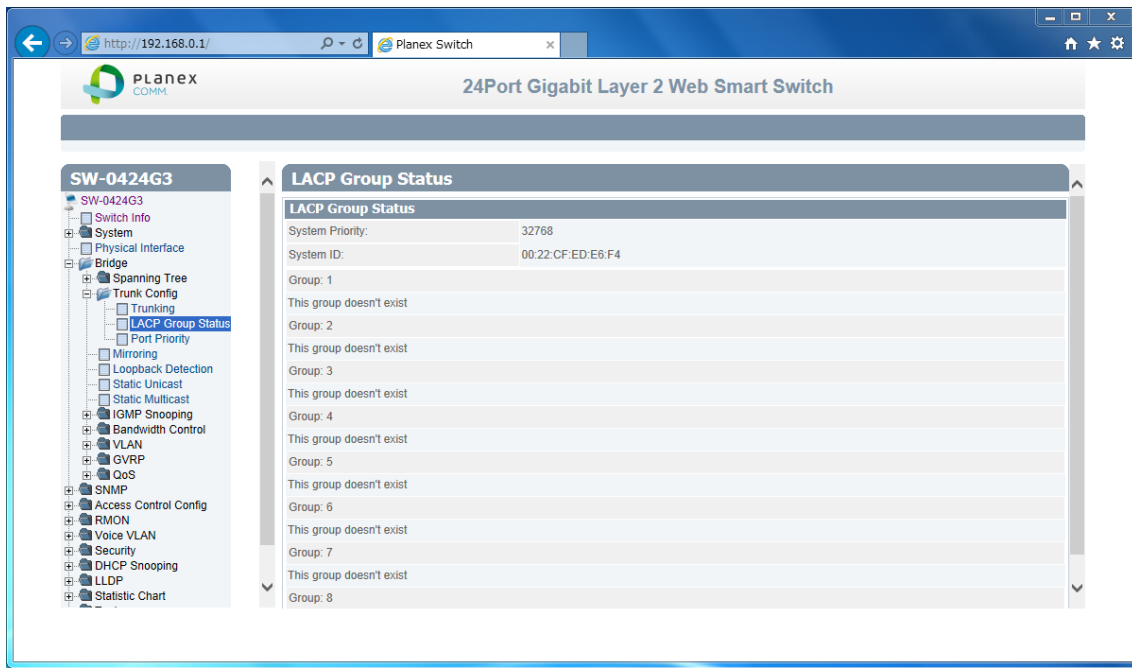 http://192.168.0.1/
Planex Switch
PLANEX
COMM.
24Port Gigabit Layer 2 Web Smart Switch
SW-0424G3
SW-0424G3
Switch Info
System
Physical Interface
Bridge
Spanning Tree
Trunk Config
Trunking
LACP Group Status
Port Priority
Mirroring
Loopback Detection
Static Unicast
Static Multicast
IGMP Snooping
Bandwidth Control
VLAN
GVRP
QoS
SNMP
Access Control Config
RMON
Voice VLAN
Security
DHCP Snooping
LLDP
Statistic Chart
LACP Group Status
LACP Group Status
System Priority: 32768
System ID: 00:22:CF:ED:E6:F4
Group: 1
This group doesn't exist
Group: 2
This group doesn't exist
Group: 3
This group doesn't exist
Group: 4
This group doesn't exist
Group: 5
This group doesn't exist
Group: 6
This group doesn't exist
Group: 7
This group doesn't exist
Group: 8